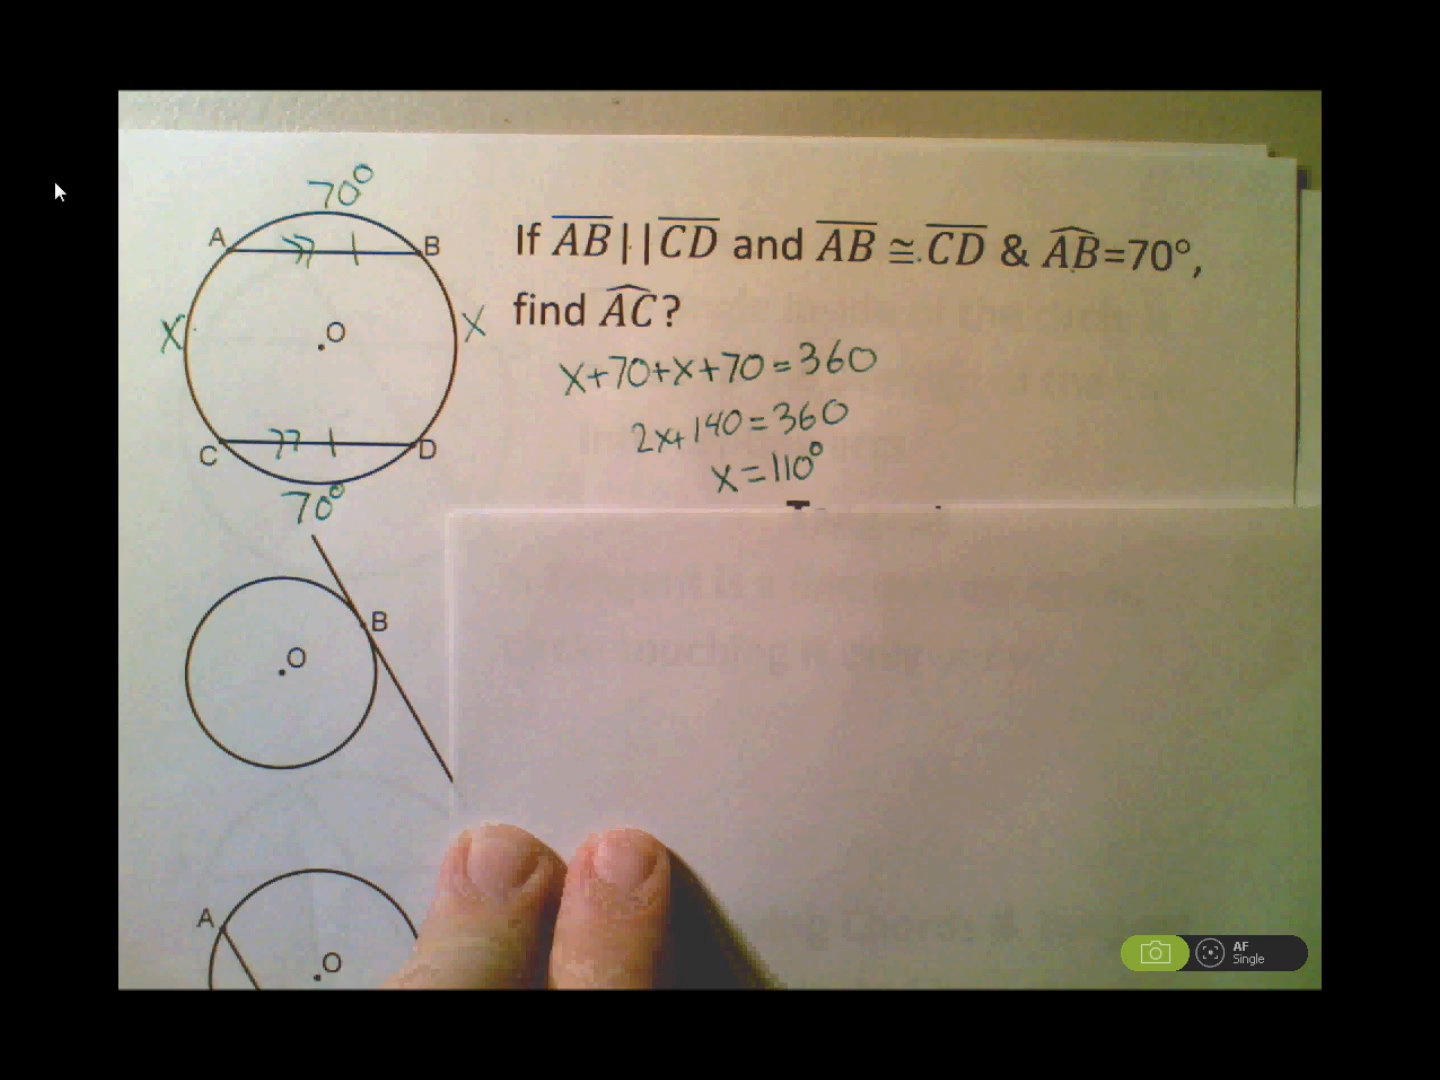 70°
A
B
If AB||CD and AB ≅ CD & AB=70°,
find AC?
X
O
X
x+70+x+70=360
2x+140=360
x=110°
C
D
70°
B
O
A
O
AF
Single